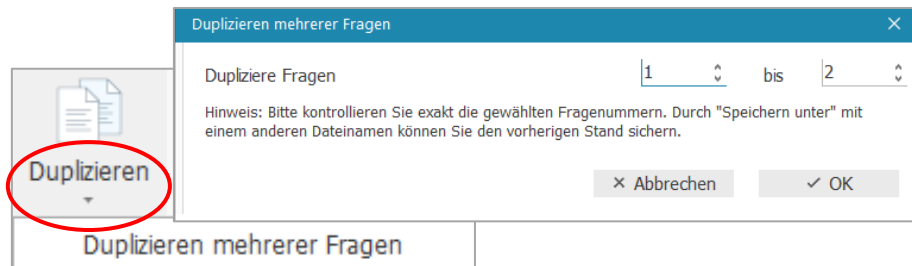 Duplizieren mehrerer Fragen
Dupliziere Fragen 1 bis 2
Hinweis: Bitte kontrollieren Sie exakt die gewählten Fragenummern. Durch "Speichern unter" mit
einem anderen Dateinamen können Sie den vorherigen Stand sichern.
Abbrechen OK
Duplizieren
Duplizieren mehrerer Fragen